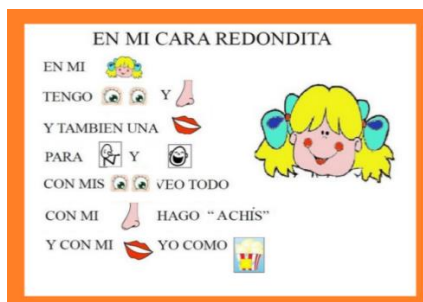 EN MI CARA REDONDITA
EN MI
TENGO Y
Y TAMBIEN UNA
PARA Y
CON MIS VEO TODO
CON MI HAGO “ACHÍS”
Y CON MI YO COMO